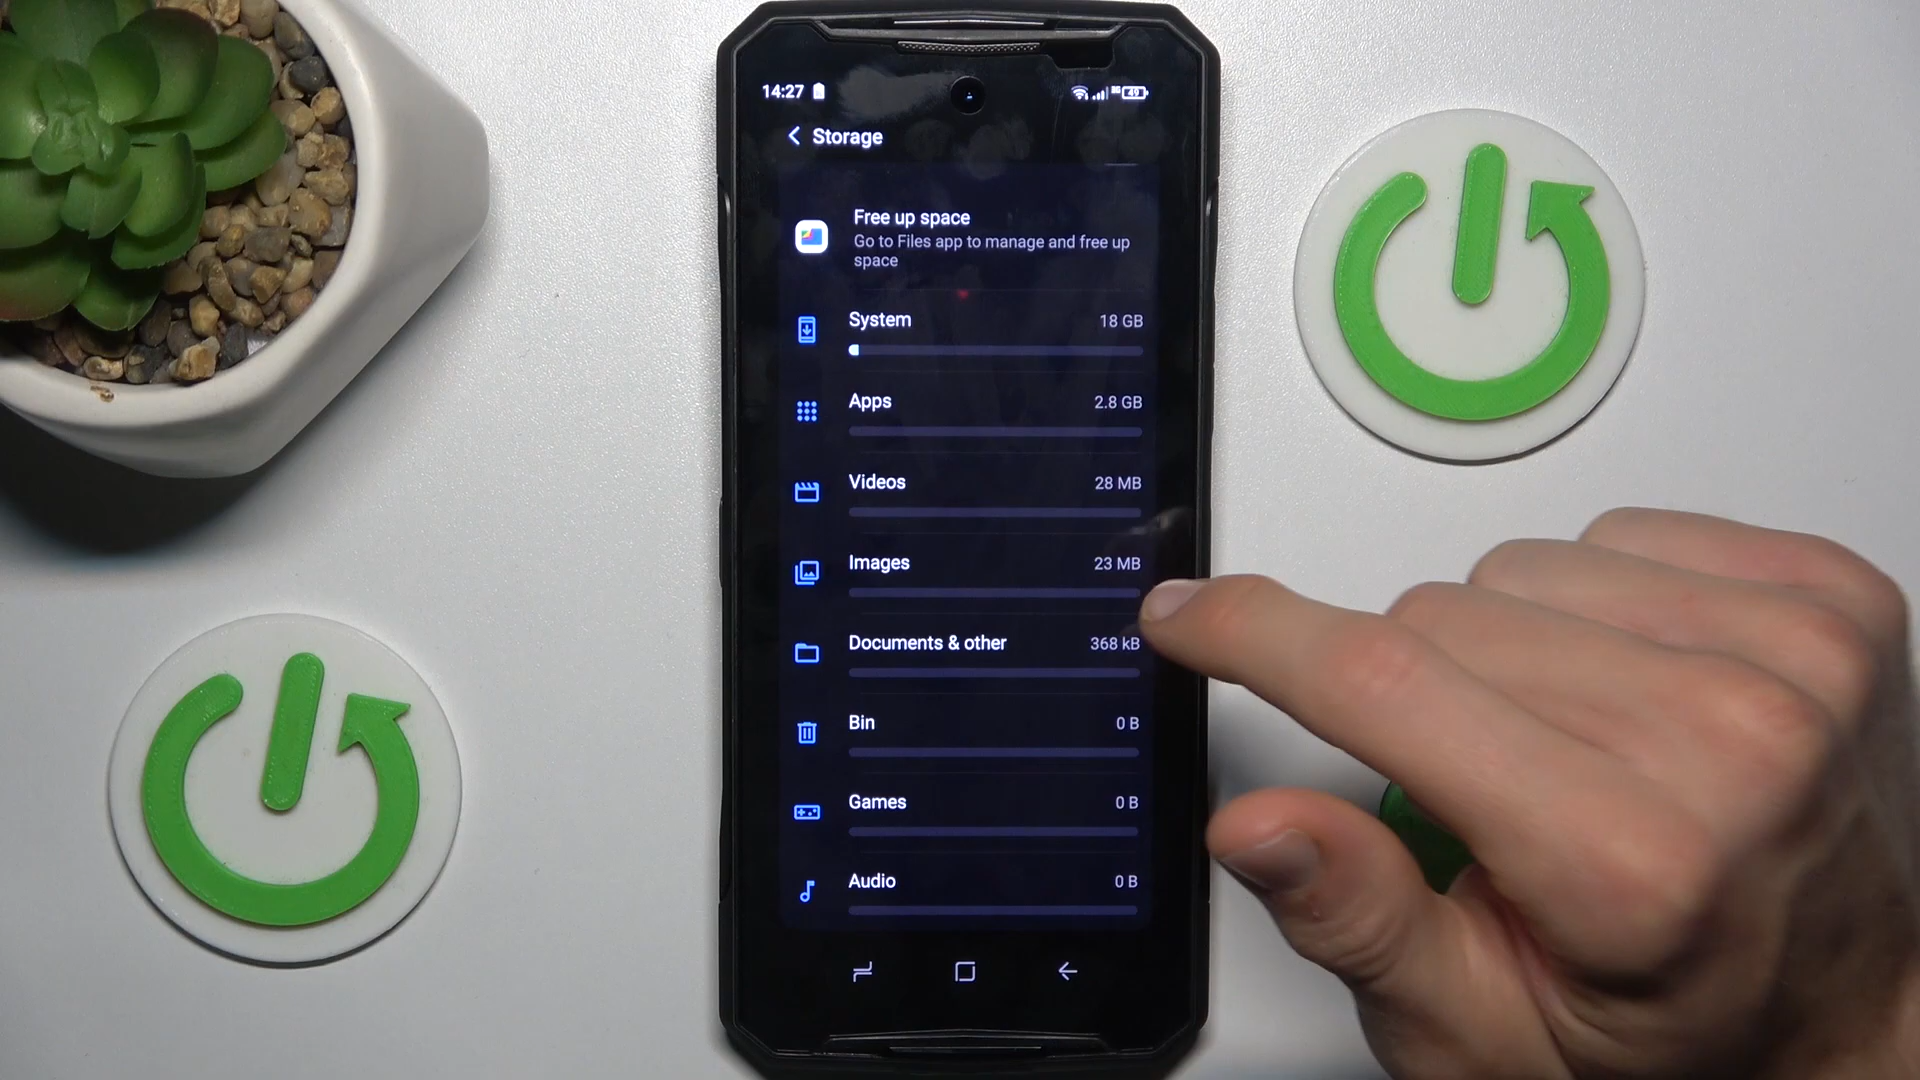 14:27
49
Storage
Free up space
Go to Files app to manage and free up
space
System 18 GB
Apps 2.8 GB
Videos 28 MB
Images 23 MB
Documents & other 368 kB
Bin 0 B
Games 0 B
Audio 0 B